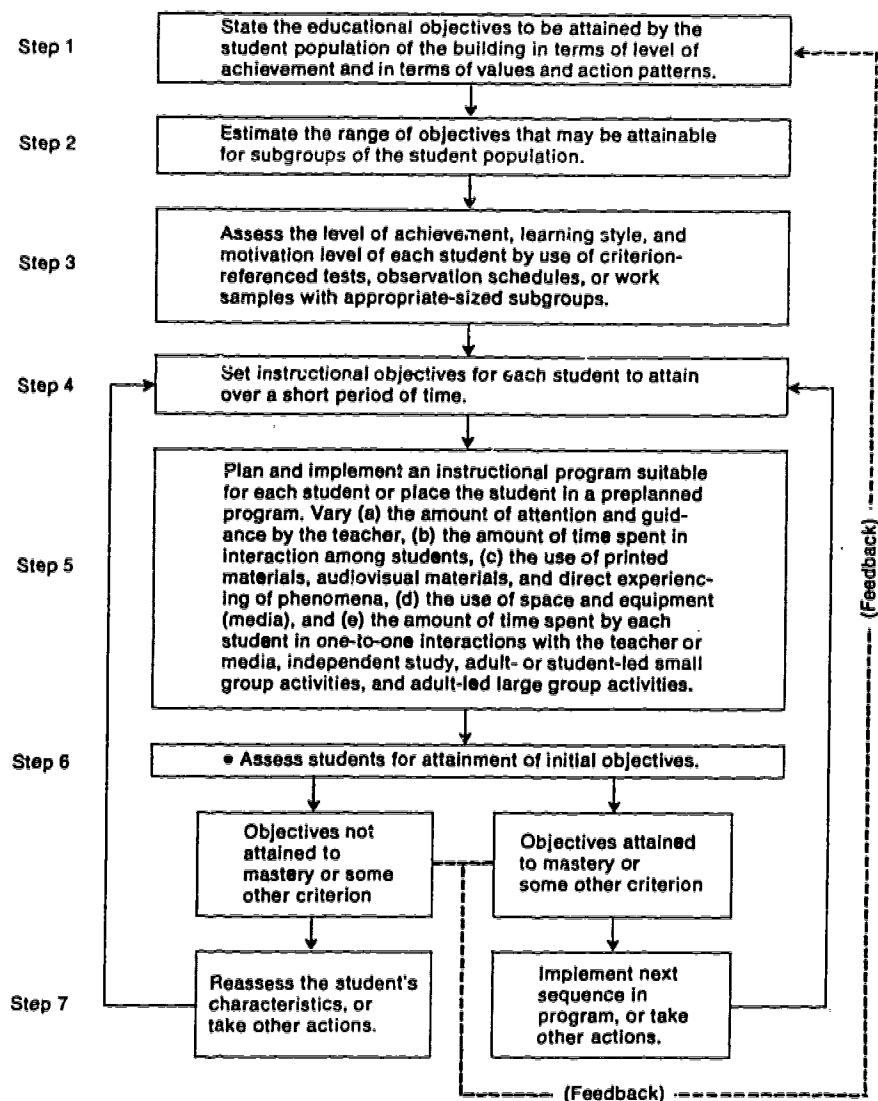 Step 1
State the educational objectives to be attained by the
student population of the building in terms of level of
achievement and in terms of values and action patterns.
Step 2
Estimate the range of objectives that may be attainable
for subgroups of the student population.
Step 3
Assess the level of achievement, learning style, and
motivation level of each student by use of criterion-
referenced tests, observation schedules, or work
samples with appropriate-sized subgroups.
Step 4
Set instructional objectives for each student to attain
over a short period of time.
Step 5
Plan and implement an instructional program suitable
for each student or place the student in a preplanned
program. Vary (a) the amount of attention and guid-
ance by the teacher, (b) the amount of time spent in
interaction among students, (c) the use of printed
materials, audiovisual materials, and direct experienc-
ing of phenomena, (d) the use of space and equipment
(media), and (e) the amount of time spent by each
student in one-to-one interactions with the teacher or
media, independent study, adult- or student-led small
group activities, and adult-led large group activities.
(Feedback)
Step 6
• Assess students for attainment of initial objectives.
Objectives not
attained to
mastery or some
other criterion
Objectives attained
to mastery or
some other criterion
Step 7
Reassess the student's
characteristics, or
take other actions.
Implement next
sequence in
program, or take
other actions.
(Feedback)